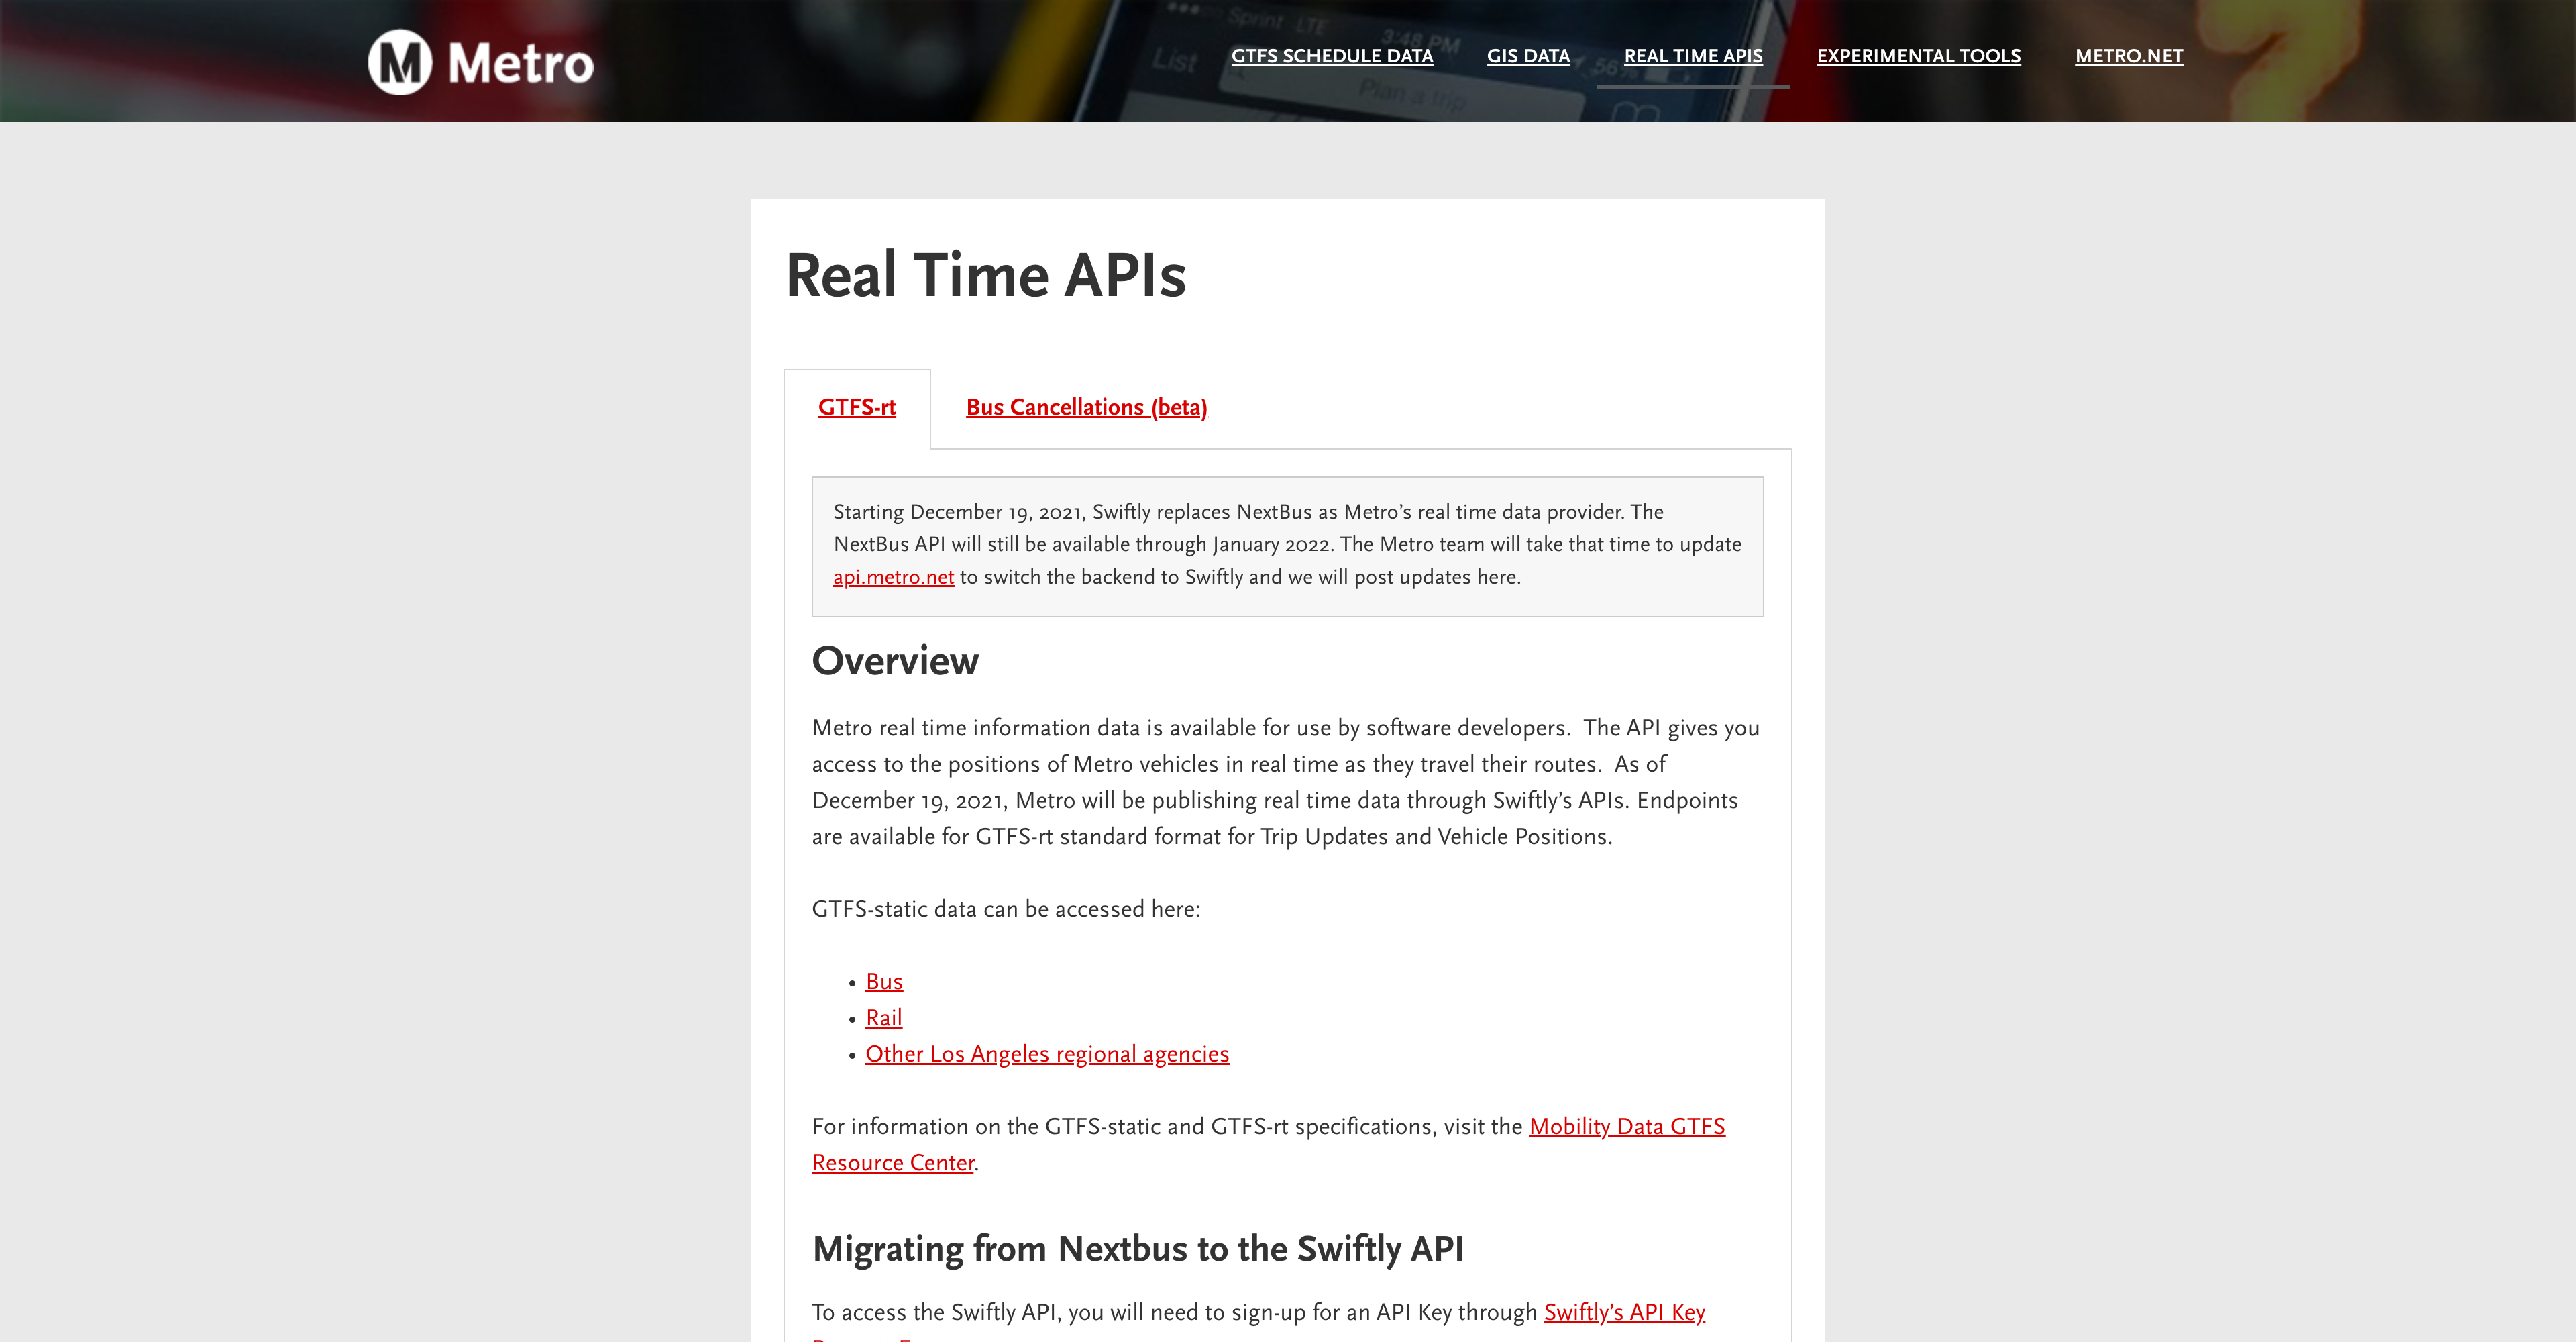 M Metro
Sprint LTE
3:48 PM
List
56%
Plan a trip
GTFS SCHEDULE DATA
GIS DATA
REAL TIME APIS
EXPERIMENTAL TOOLS
METRO.NET
Real Time APIs
GTFS-rt
Bus Cancellations (beta)
Starting December 19, 2021, Swiftly replaces NextBus as Metro’s real time data provider. The
NextBus API will still be available through January 2022. The Metro team will take that time to update
api.metro.net to switch the backend to Swiftly and we will post updates here.
Overview
Metro real time information data is available for use by software developers.  The API gives you
access to the positions of Metro vehicles in real time as they travel their routes.  As of
December 19, 2021, Metro will be publishing real time data through Swiftly’s APIs. Endpoints
are available for GTFS-rt standard format for Trip Updates and Vehicle Positions.
GTFS-static data can be accessed here:
• Bus
• Rail
• Other Los Angeles regional agencies
For information on the GTFS-static and GTFS-rt specifications, visit the Mobility Data GTFS
Resource Center.
Migrating from Nextbus to the Swiftly API
To access the Swiftly API, you will need to sign-up for an API Key through Swiftly’s API Key